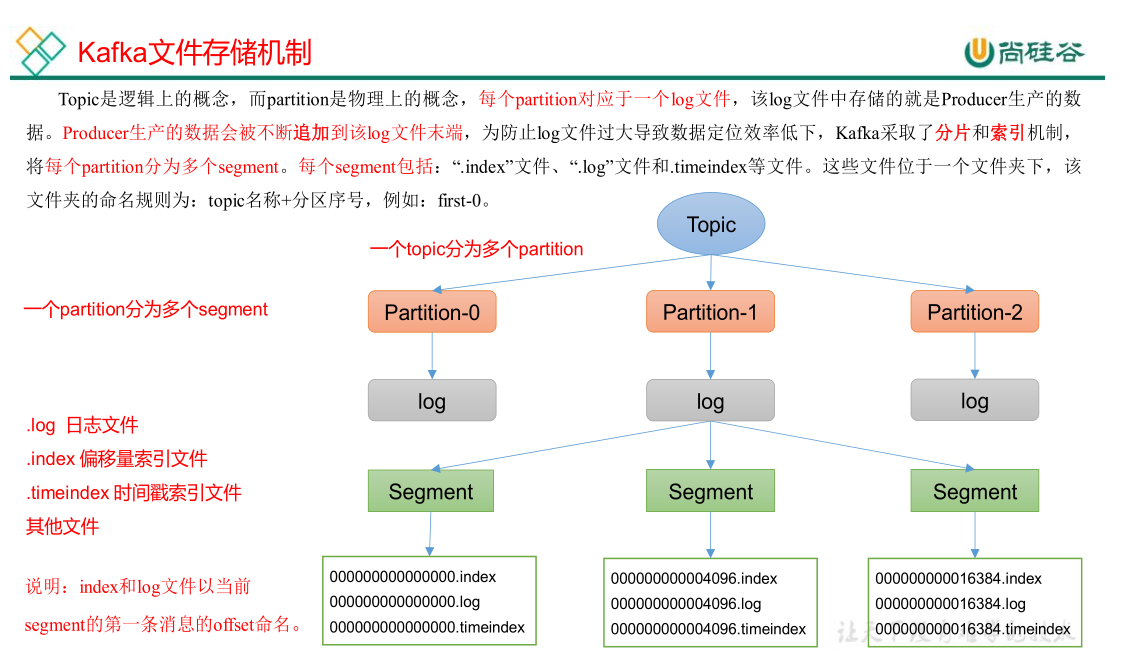 Kafka文件存储机制
尚硅谷
Topic是逻辑上的概念，而partition是物理上的概念，每个partition对应于一个log文件，该log文件中存储的就是Producer生产的数
据。Producer生产的数据会被不断追加到该log文件末端，为防止log文件过大导致数据定位效率低下，Kafka采取了分片和索引机制，
将每个partition分为多个segment。每个segment包括：“.index”文件、“.log”文件和.timeindex等文件。这些文件位于一个文件夹下，该
文件夹的命名规则为：topic名称+分区序号，例如：first-0。
Topic
一个topic分为多个partition
一个partition分为多个segment
Partition-0
Partition-1
Partition-2
log
log
log
.log 日志文件
.index 偏移量索引文件
.timeindex 时间戳索引文件
其他文件
Segment
Segment
Segment
说明：index和log文件以当前
segment的第一条消息的offset命名。
000000000000000.index
000000000000000.log
000000000000000.timeindex
000000000004096.index
000000000004096.log
000000000004096.timeindex
000000000016384.index
000000000016384.log
000000000016384.timeindex